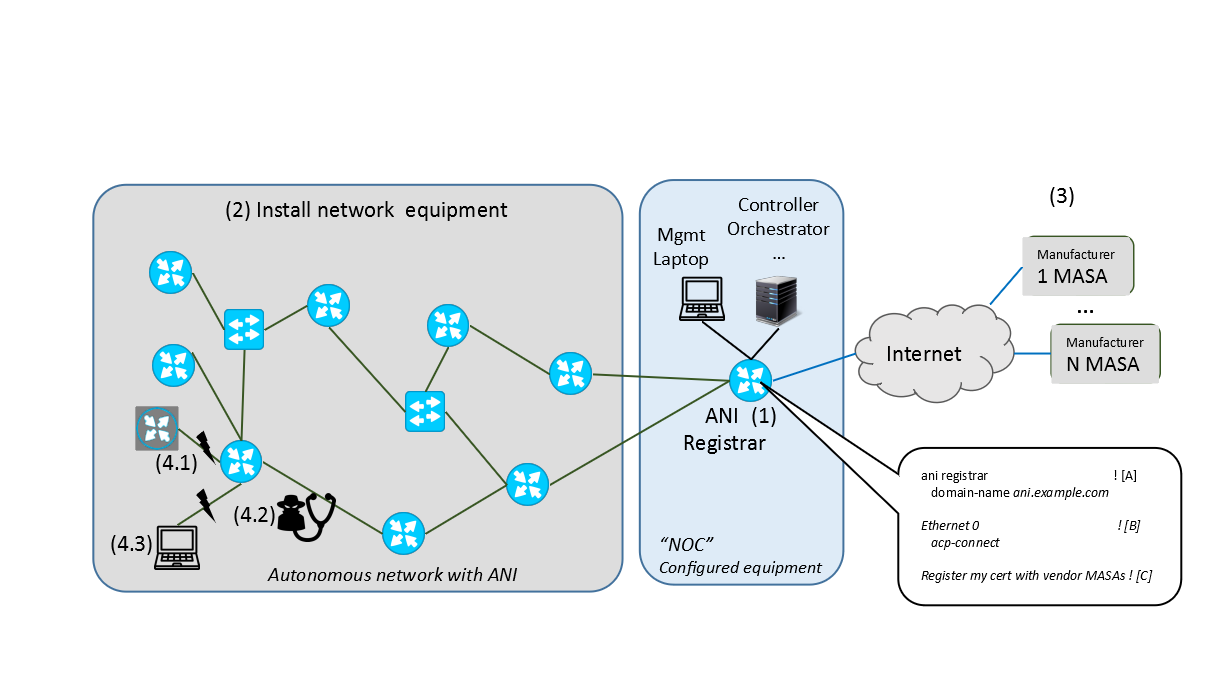 (2) Install network  equipment
(4.1)
(4.2)
(4.3)
Autonomous network with ANI
Controller
Orchestrator
...
Mgmt
Laptop
ANI  (1)
Registrar
“NOC”
Configured equipment
Internet
(3)
Manufacturer
1 MASA
...
Manufacturer
N MASA
ani registrar ! [A]
domain-name ani.example.com
Ethernet 0 ! [B]
acp-connect
Register my cert with vendor MASAs ! [C]